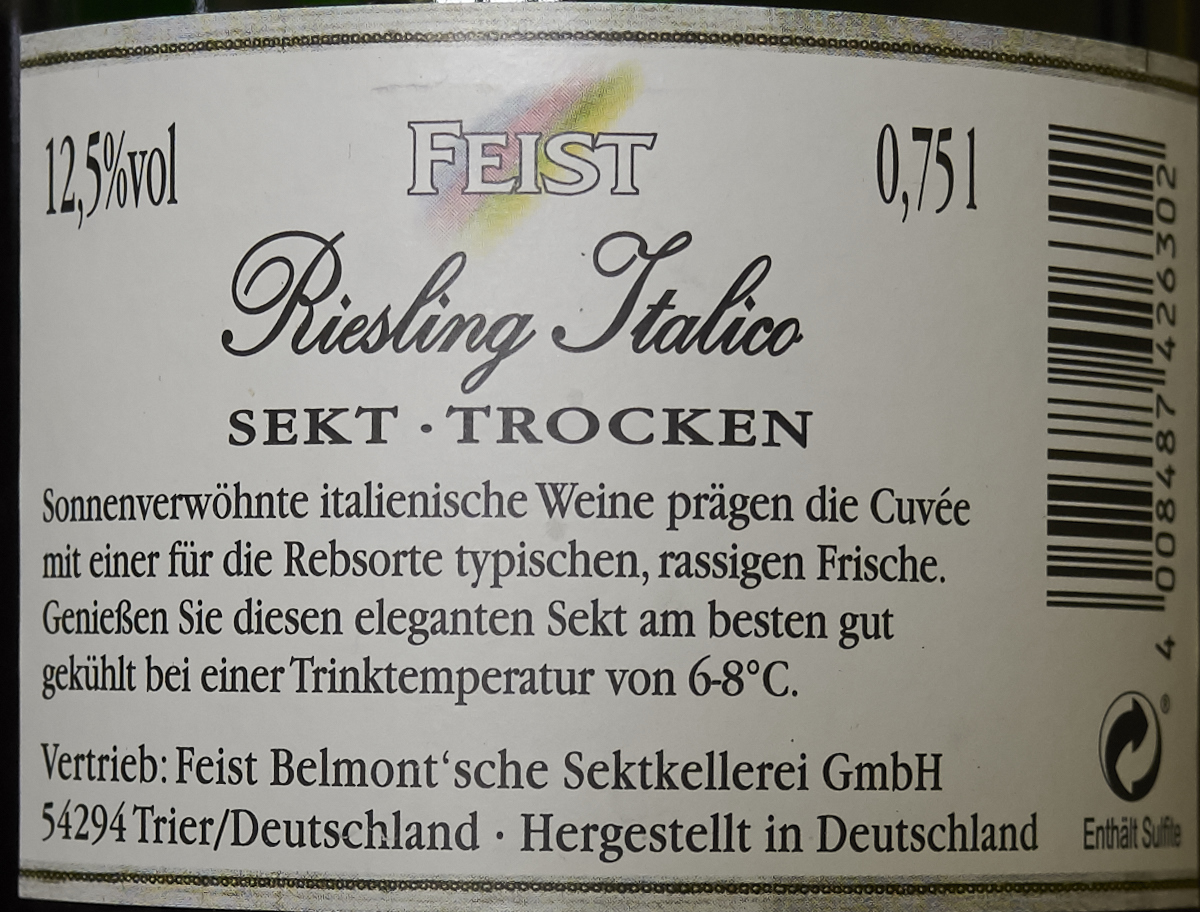 12,5%vol
FEIST
0,75 l
Riesling Italico
SEKT · TROCKEN
Sonnenverwöhnte italienische Weine prägen die Cuvée
mit einer für die Rebsorte typischen, rassigen Frische.
Genießen Sie diesen eleganten Sekt am besten gut
gekühlt bei einer Trinktemperatur von 6-8°C.
Vertrieb: Feist Belmont‘sche Sektkellerei GmbH
54294 Trier/Deutschland · Hergestellt in Deutschland
4 008487 426302
®
Enthält Sulfite